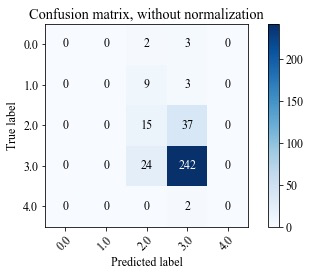 Confusion matrix, without normalization
True label
0.0 0 0 2 3 0
1.0 0 0 9 3 0
2.0 0 0 15 37 0
3.0 0 0 24 242 0
4.0 0 0 0 2 0
0.0 1.0 2.0 3.0 4.0
Predicted label
200
150
100
50
0